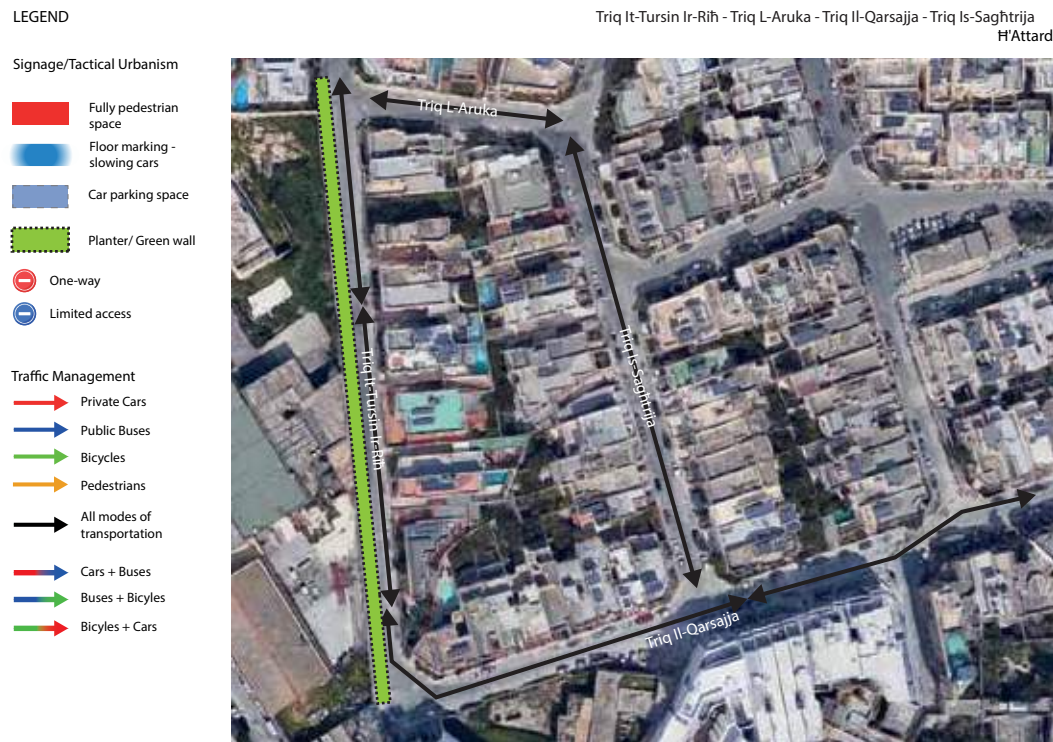 LEGEND
Triq It-Tursin Ir-Riħ - Triq L-Aruka - Triq Il-Qarsajja - Triq Is-Sagħtrija
Ħ'Attard
Signage/Tactical Urbanism
Fully pedestrian
space
Floor marking -
slowing cars
Car parking space
Planter/ Green wall
One-way
Limited access
Traffic Management
Private Cars
Public Buses
Bicycles
Pedestrians
All modes of
transportation
Cars + Buses
Buses + Bicyles
Bicyles + Cars
Triq L-Aruka
Triq It-Tursin Ir-Riħ
Triq Is-Sagħtrija
Triq Il-Qarsajja